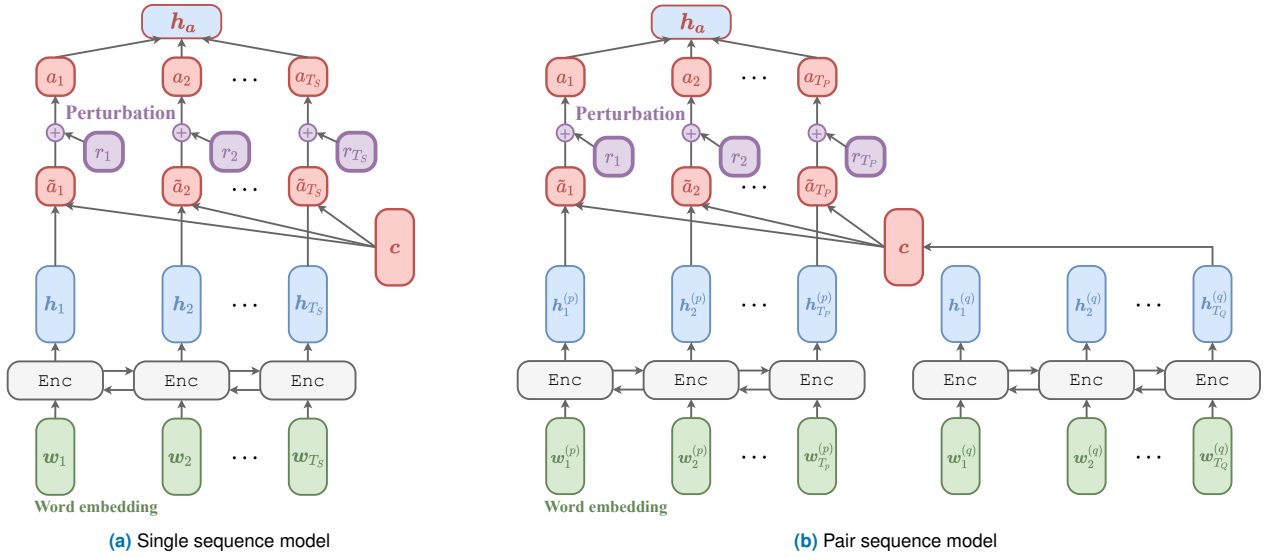 h_a h_a
a_1 a_2 ... a_{T_S} a_1 a_2 ... a_{T_P}
Perturbation Perturbation
+ + + + + +
r_1 r_2 r_{T_S} r_1 r_2 r_{T_P}
ã_1 ã_2 ... ã_{T_S} ã_1 ã_2 ... ã_{T_P}
c c
h_1 h_2 ... h_{T_S} h_1^{(p)} h_2^{(p)} ... h_{T_P}^{(p)} h_1^{(q)} h_2^{(q)} ... h_{T_Q}^{(q)}
Enc Enc Enc Enc Enc Enc Enc Enc Enc
w_1 w_2 ... w_{T_S} w_1^{(p)} w_2^{(p)} ... w_{T_p}^{(p)} w_1^{(q)} w_2^{(q)} ... w_{T_Q}^{(q)}
Word embedding Word embedding
(a) Single sequence model (b) Pair sequence model